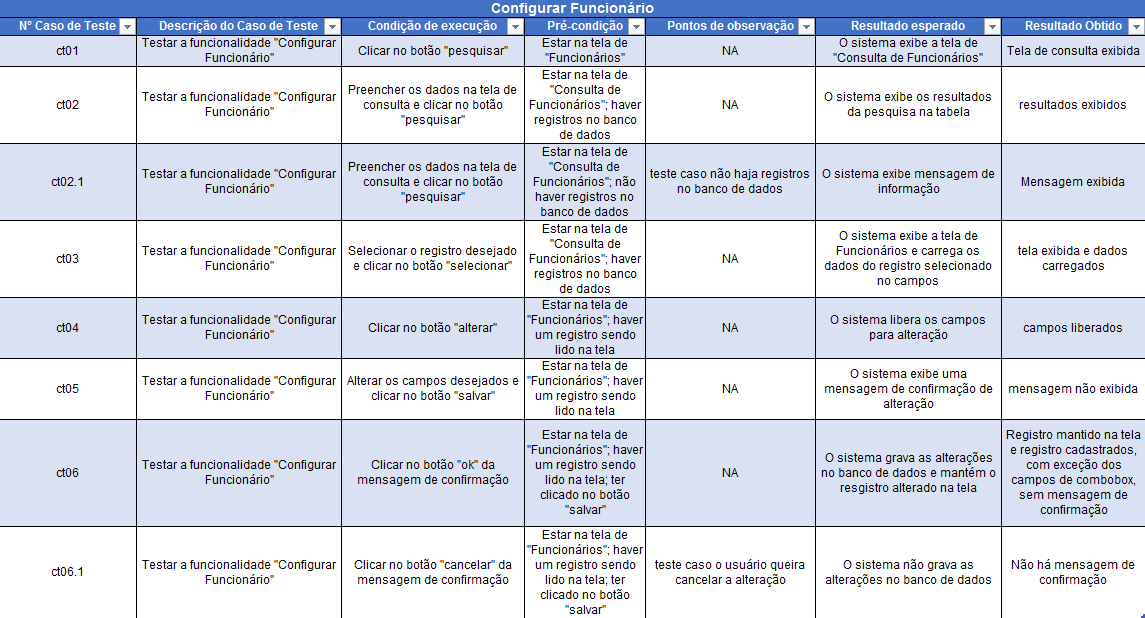 Configurar Funcionário
Nº Caso de Teste
Descrição do Caso de Teste
Condição de execução
Pré-condição
Pontos de observação
Resultado esperado
Resultado Obtido
ct01
Testar a funcionalidade "Configurar
Funcionário"
Clicar no botão "pesquisar"
Estar na tela de
"Funcionários"
NA
O sistema exibe a tela de
"Consulta de Funcionários"
Tela de consulta exibida
ct02
Testar a funcionalidade "Configurar
Funcionário"
Preencher os dados na tela de
consulta e clicar no botão
"pesquisar"
Estar na tela de
"Consulta de
Funcionários"; haver
registros no banco
de dados
NA
O sistema exibe os resultados
da pesquisa na tabela
resultados exibidos
ct02.1
Testar a funcionalidade "Configurar
Funcionário"
Preencher os dados na tela de
consulta e clicar no botão
"pesquisar"
Estar na tela de
"Consulta de
Funcionários"; não
haver registros no
banco de dados
teste caso não haja registros
no banco de dados
O sistema exibe mensagem de
informação
Mensagem exibida
ct03
Testar a funcionalidade "Configurar
Funcionário"
Selecionar o registro desejado
e clicar no botão "selecionar"
Estar na tela de
"Consulta de
Funcionários"; haver
registros no banco
de dados
NA
O sistema exibe a tela de
Funcionários e carrega os
dados do registro selecionado
no campos
tela exibida e dados
carregados
ct04
Testar a funcionalidade "Configurar
Funcionário"
Clicar no botão "alterar"
Estar na tela de
"Funcionários"; haver
um registro sendo
lido na tela
NA
O sistema libera os campos
para alteração
campos liberados
ct05
Testar a funcionalidade "Configurar
Funcionário"
Alterar os campos desejados e
clicar no botão "salvar"
Estar na tela de
"Funcionários"; haver
um registro sendo
lido na tela
NA
O sistema exibe uma
mensagem de confirmação de
alteração
mensagem não exibida
ct06
Testar a funcionalidade "Configurar
Funcionário"
Clicar no botão "ok" da
mensagem de confirmação
Estar na tela de
"Funcionários"; haver
um registro sendo
lido na tela; ter
clicado no botão
"salvar"
NA
O sistema grava as alterações
no banco de dados e mantém o
resgistro alterado na tela
Registro mantido na tela
e registro cadastrados,
com exceção dos
campos de combobox,
sem mensagem de
confirmação
ct06.1
Testar a funcionalidade "Configurar
Funcionário"
Clicar no botão "cancelar" da
mensagem de confirmação
Estar na tela de
"Funcionários"; haver
um registro sendo
lido na tela; ter
clicado no botão
"salvar"
teste caso o usuário queira
cancelar a alteração
O sistema não grava as
alterações no banco de dados
Não há mensagem de
confirmação